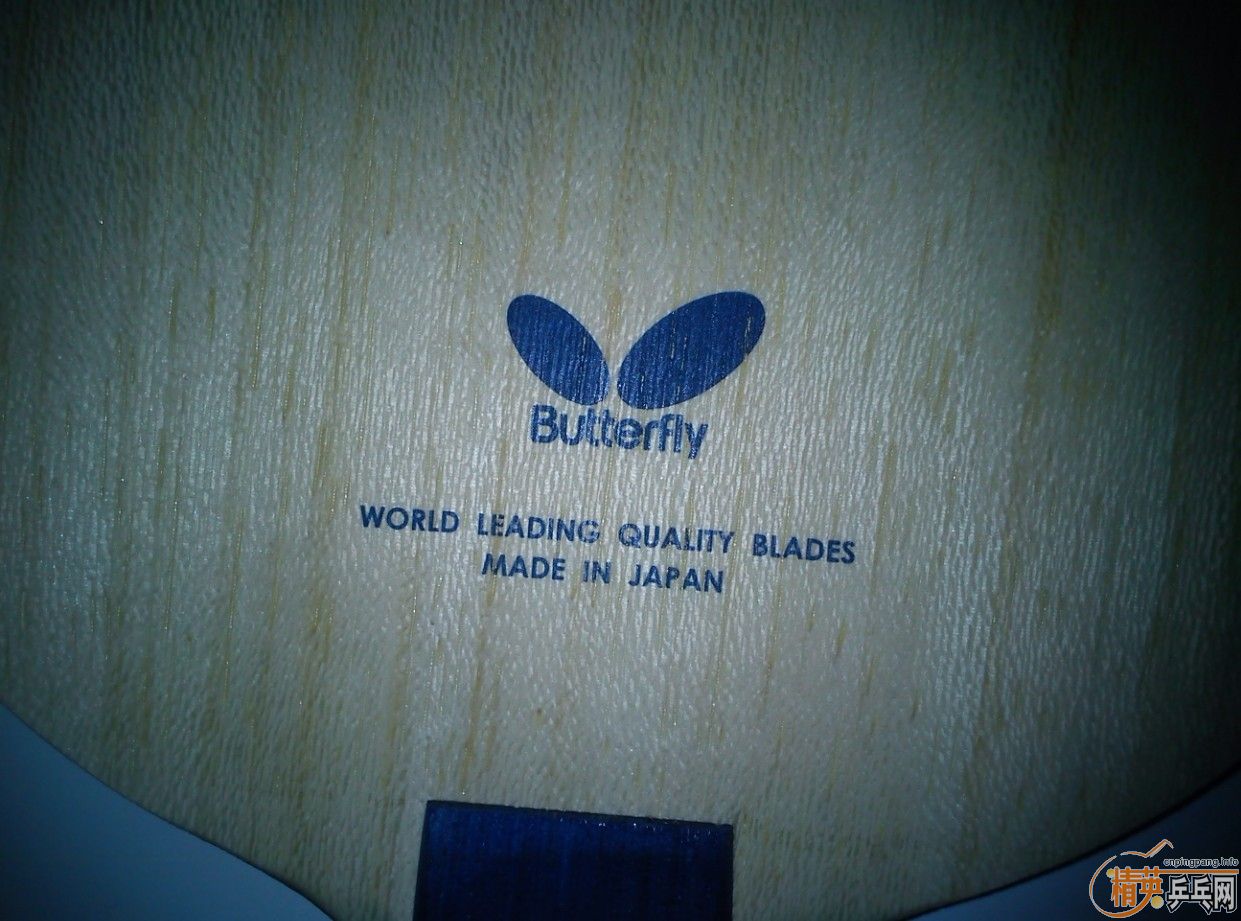 Butterfly
WORLD LEADING QUALITY BLADES
MADE IN JAPAN
cnpingpang.info
精英乒乓网